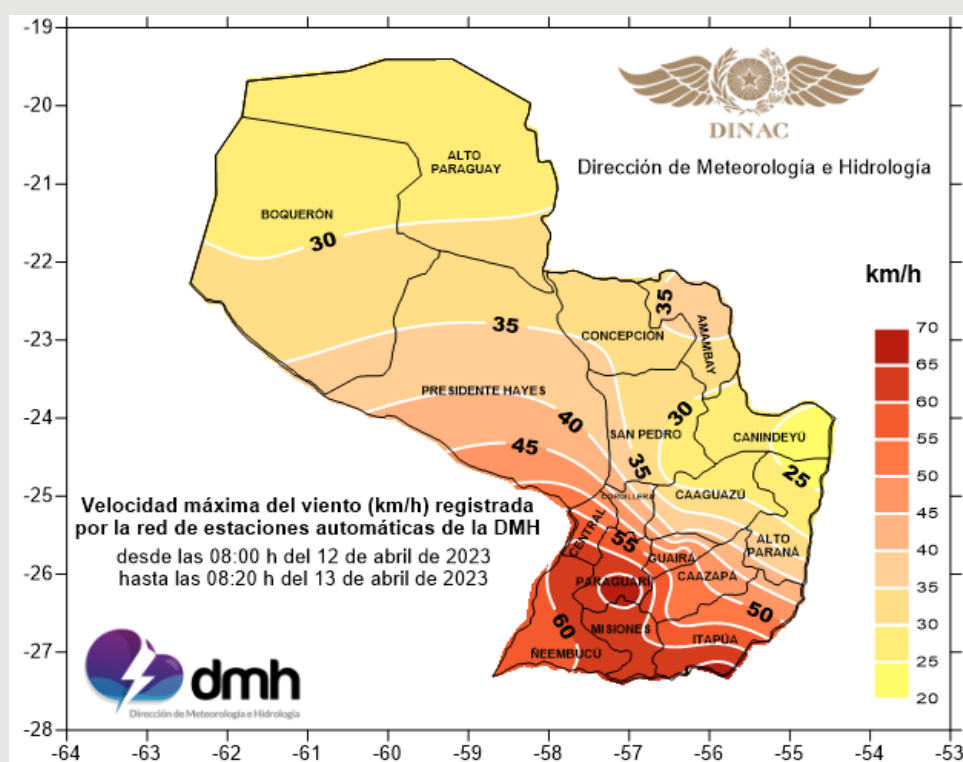 DINAC
Dirección de Meteorología e Hidrología
-19
-20
-21
-22
-23
-24
-25
-26
-27
-28
-64
-63
-62
-61
-60
-59
-58
-57
-56
-55
-54
-53
ALTO
PARAGUAY
BOQUERÓN
30
35
CONCEPCIÓN
35
AMAMBAY
PRESIDENTE HAYES
40
45
SAN PEDRO
30
CANINDEYÚ
35
25
CORDILLERA
CAAGUAZÚ
CENTRAL
55
ALTO
PARANÁ
GUAIRA
CAAZAPA
PARAGUARÍ
50
60
MISIONES
ITAPÚA
ÑEEMBUCÚ
km/h
70
65
60
55
50
45
40
35
30
25
20
Velocidad máxima del viento (km/h) registrada
por la red de estaciones automáticas de la DMH
desde las 08:00 h del 12 de abril de 2023
hasta las 08:20 h del 13 de abril de 2023
dmh
Dirección de Meteorología e Hidrología